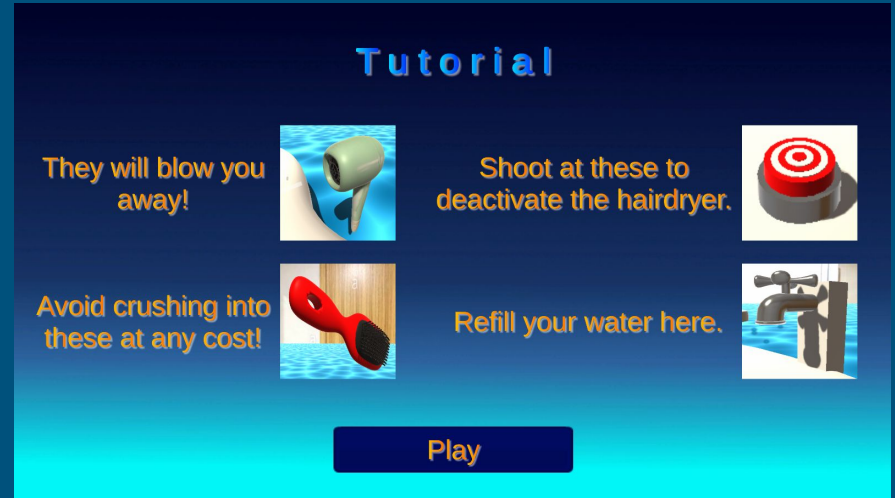 Tutorial
They will blow you
away!
Shoot at these to
deactivate the hairdryer.
Avoid crushing into
these at any cost!
Refill your water here.
Play